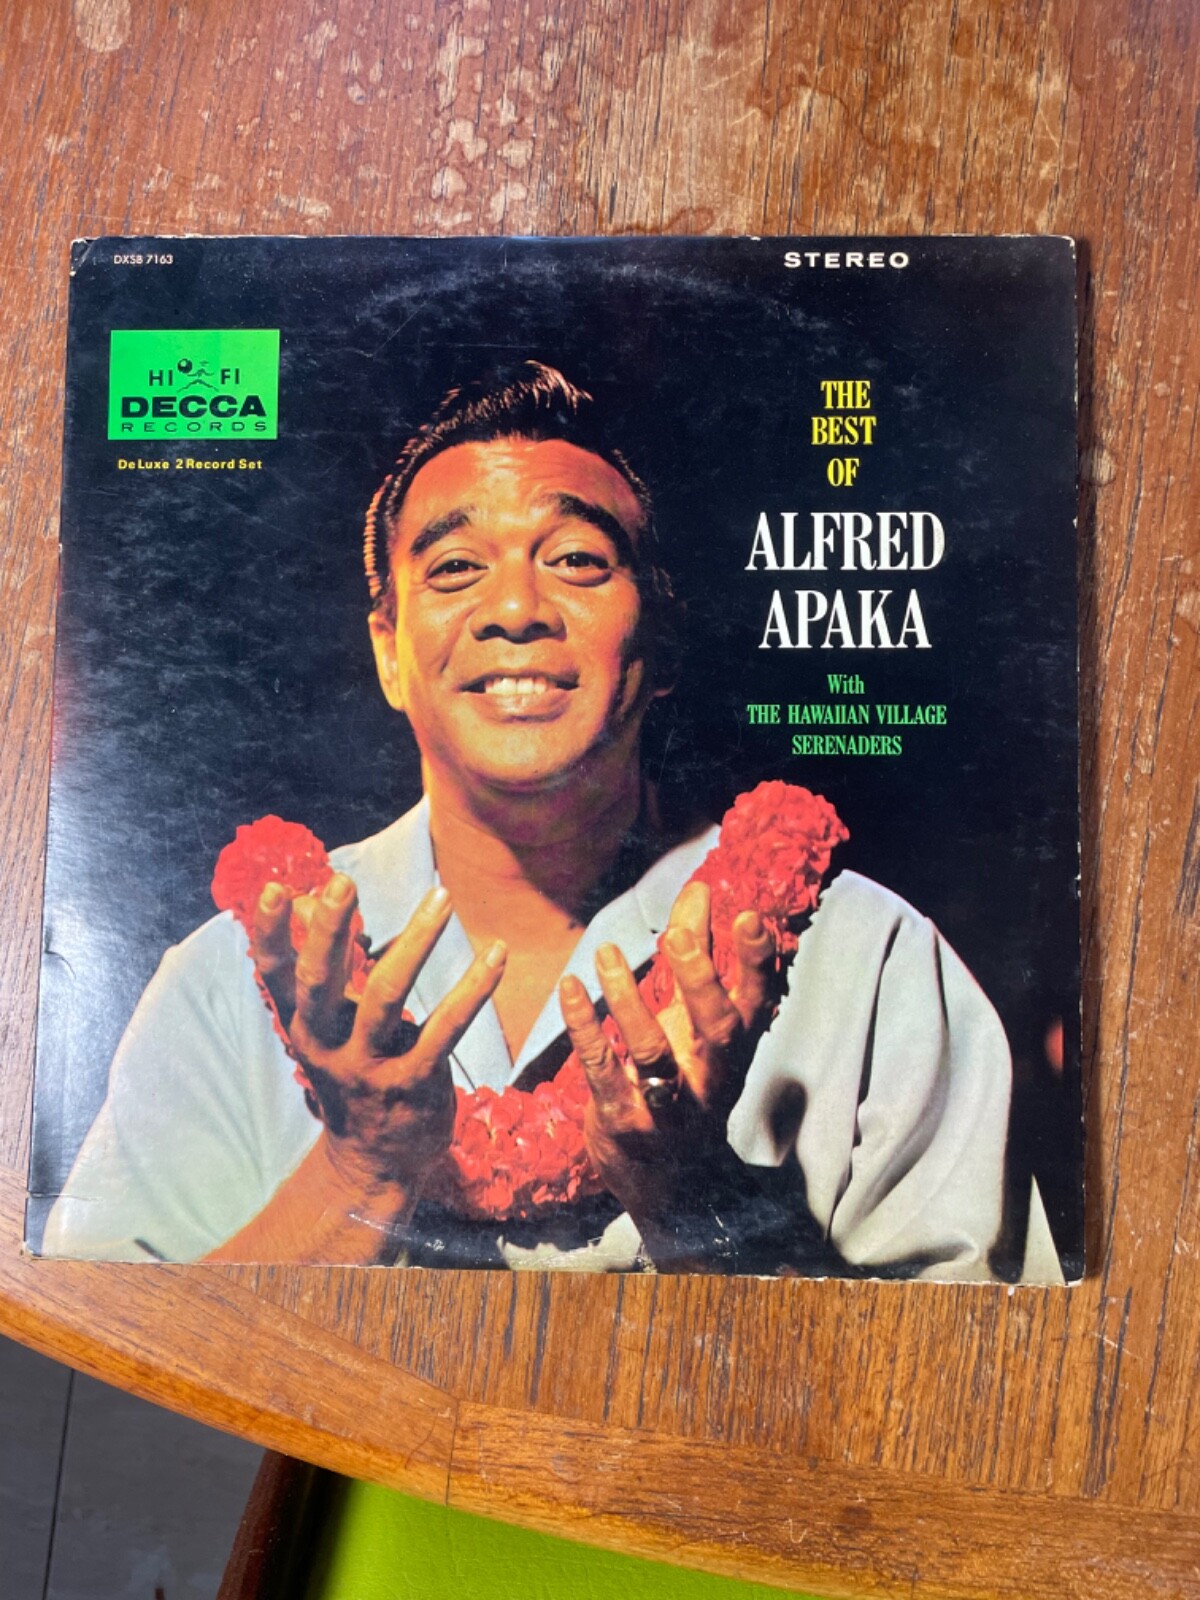 DXSB 7163
STEREO
HI FI
DECCA
RECORDS
DeLuxe 2 Record Set
THE
BEST
OF
ALFRED
APAKA
With
THE HAWAIIAN VILLAGE
SERENADERS